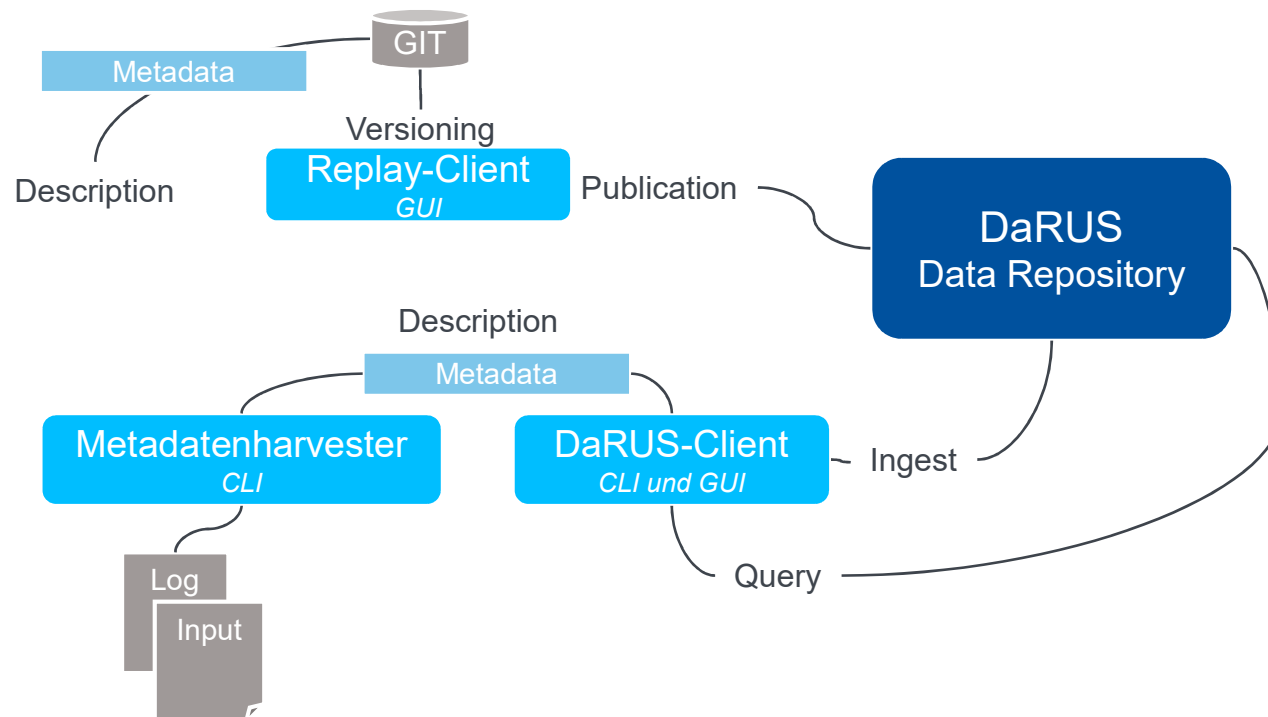 GIT
Metadata
Versioning
Replay-Client
GUI
Description
Publication
DaRUS
Data Repository
Description
Metadata
Metadatenharvester
CLI
DaRUS-Client
CLI und GUI
Ingest
Query
Log
Input